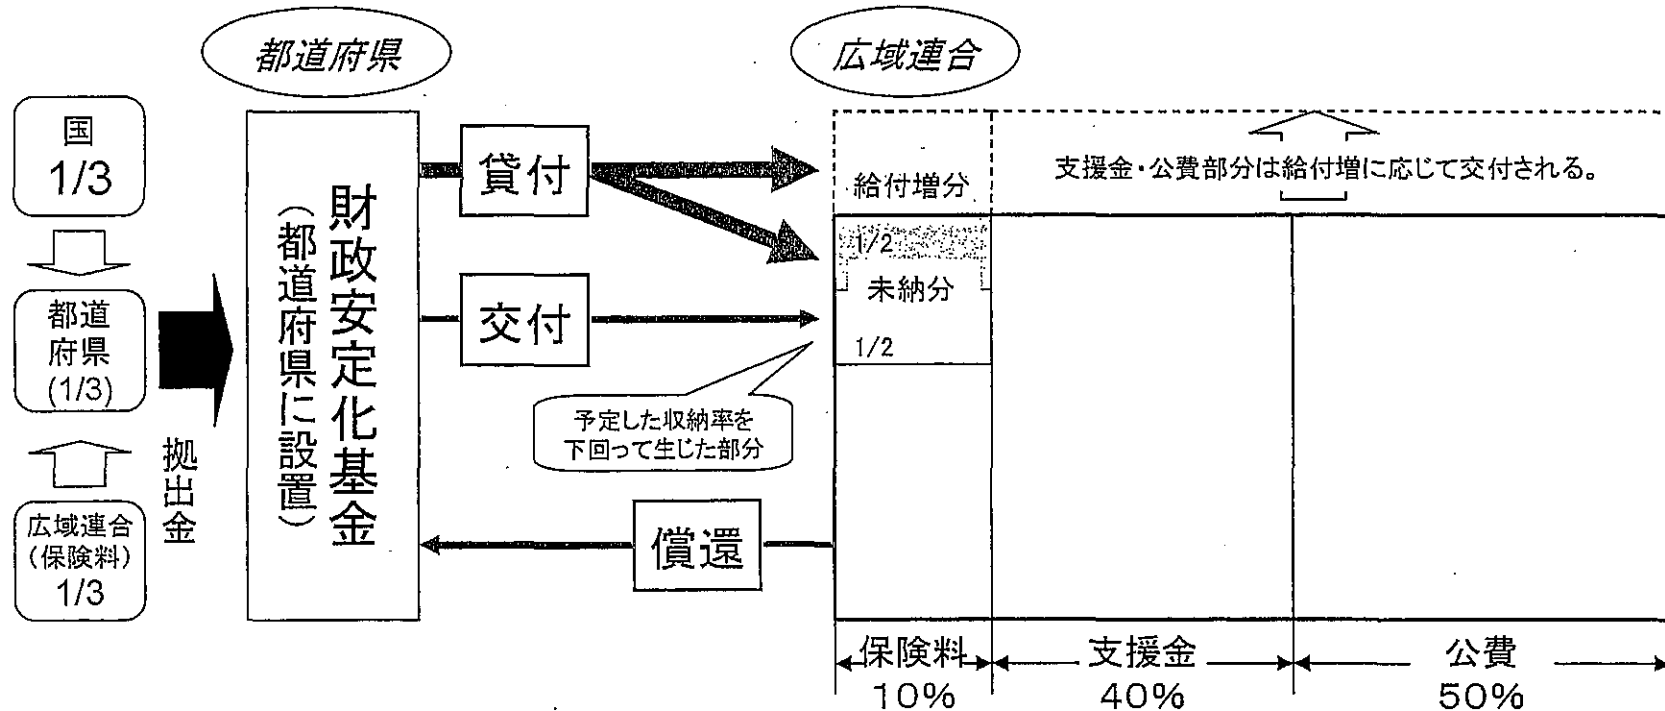 都道府県
広域連合
国
1/3
都道
府県
(1/3)
広域連合
(保険料)
1/3
拠出金
財政安定化基金
(都道府県に設置)
貸付
交付
償還
予定した収納率を
下回って生じた部分
給付増分
1/2
未納分
1/2
支援金・公費部分は給付増に応じて交付される。
保険料
10%
支援金
40%
公費
50%